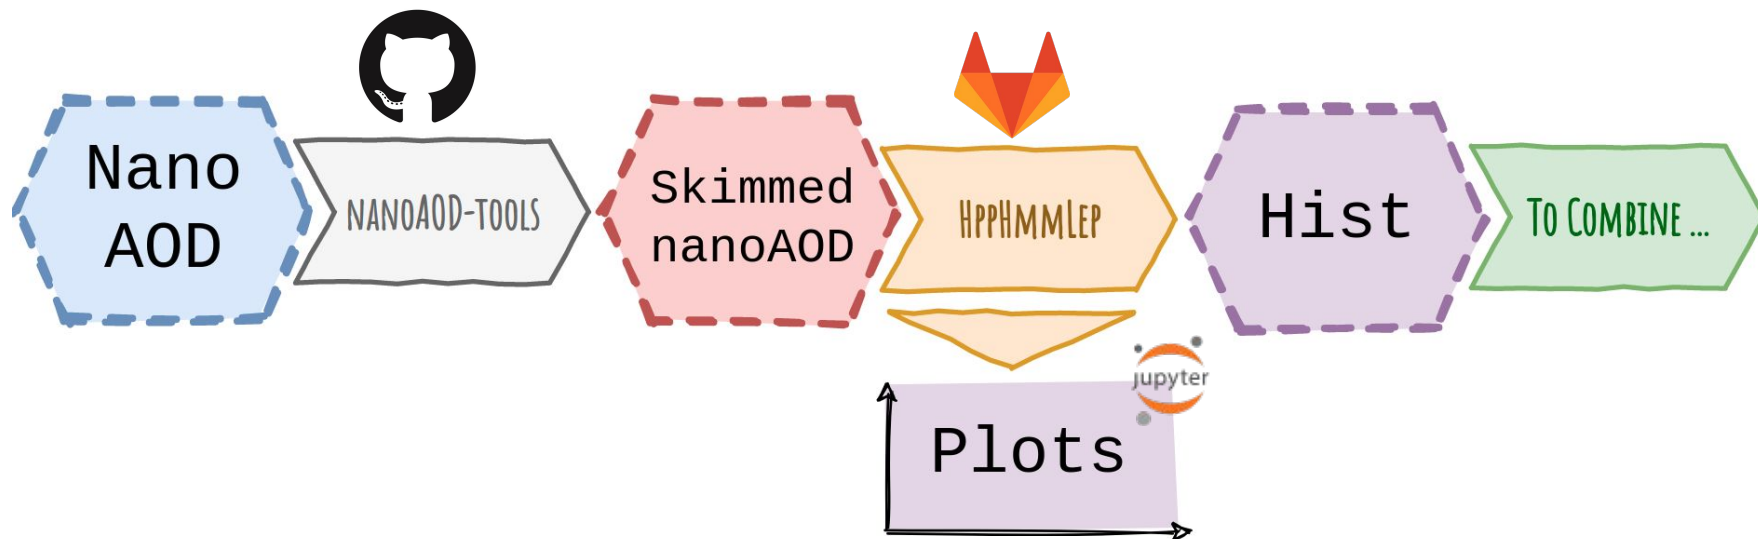 Nano
AOD
NANOAOD-TOOLS
Skimmed
nanoAOD
HppHmmLep
Hist
To Combine ...
jupyter
Plots